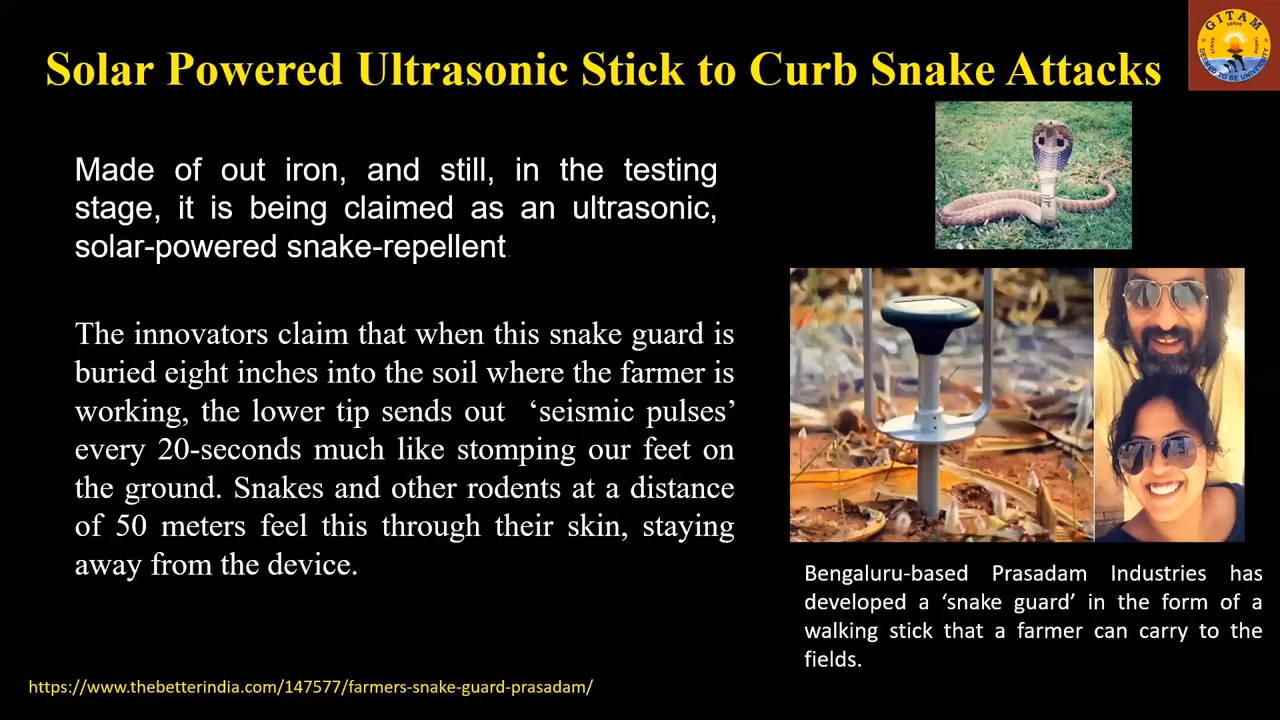 Solar Powered Ultrasonic Stick to Curb Snake Attacks
GITAM
DEEMED TO BE UNIVERSITY
Made of out iron, and still, in the testing
stage, it is being claimed as an ultrasonic,
solar-powered snake-repellent.
The innovators claim that when this snake guard is
buried eight inches into the soil where the farmer is
working, the lower tip sends out ‘seismic pulses’
every 20-seconds much like stomping our feet on
the ground. Snakes and other rodents at a distance
of 50 meters feel this through their skin, staying
away from the device.
Bengaluru-based Prasadam Industries has
developed a ‘snake guard’ in the form of a
walking stick that a farmer can carry to the
fields.
https://www.thebetterindia.com/147577/farmers-snake-guard-prasadam/